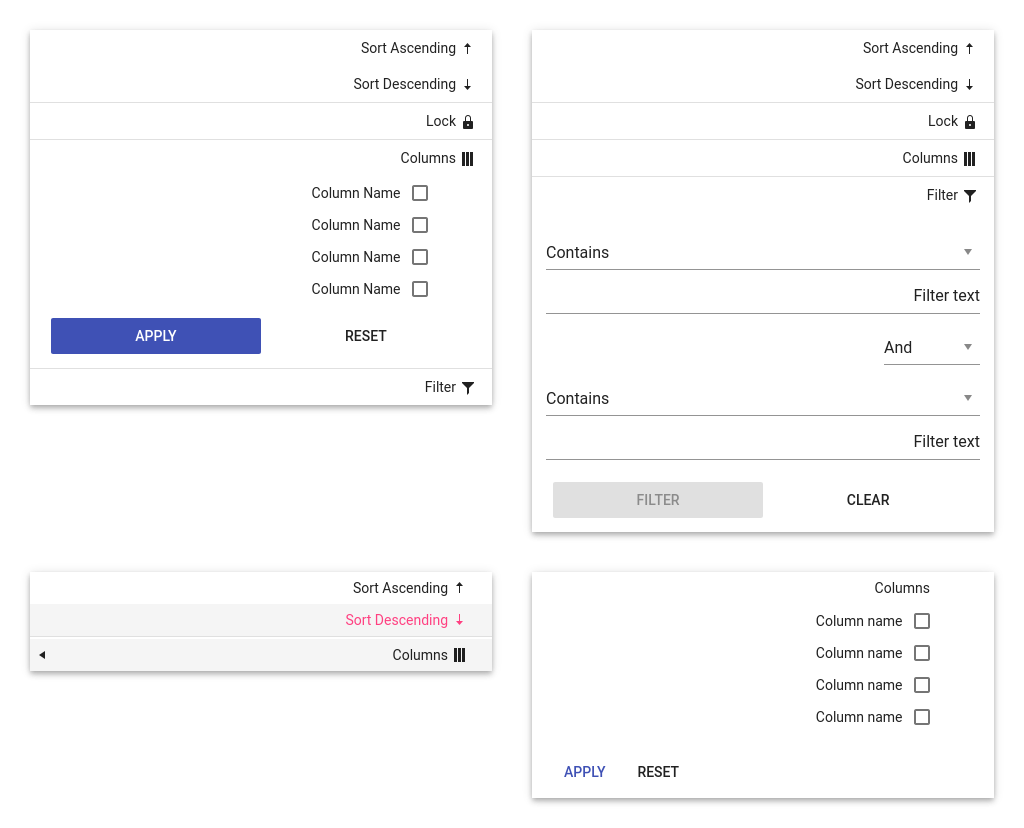 Sort Ascending
Sort Descending
Lock
Columns
Column Name
Column Name
Column Name
Column Name
APPLY RESET
Filter
Sort Ascending
Sort Descending
Lock
Columns
Filter
Contains
Filter text
And
Contains
Filter text
FILTER CLEAR
Sort Ascending
Sort Descending
Columns
Columns
Column name
Column name
Column name
Column name
APPLY RESET